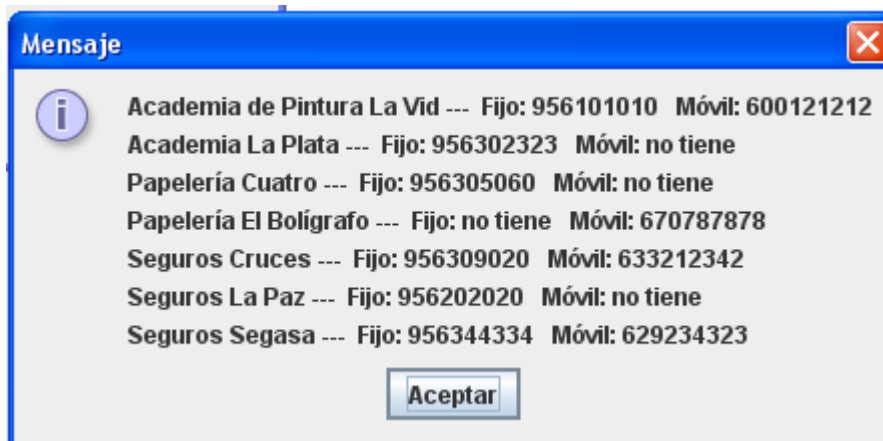 Mensaje
Academia de Pintura La Vid --- Fijo: 956101010 Móvil: 600121212
Academia La Plata --- Fijo: 956302323 Móvil: no tiene
Papelería Cuatro --- Fijo: 956305060 Móvil: no tiene
Papelería El Bolígrafo --- Fijo: no tiene Móvil: 670787878
Seguros Cruces --- Fijo: 956309020 Móvil: 633212342
Seguros La Paz --- Fijo: 956202020 Móvil: no tiene
Seguros Segasa --- Fijo: 956344334 Móvil: 629234323
Aceptar